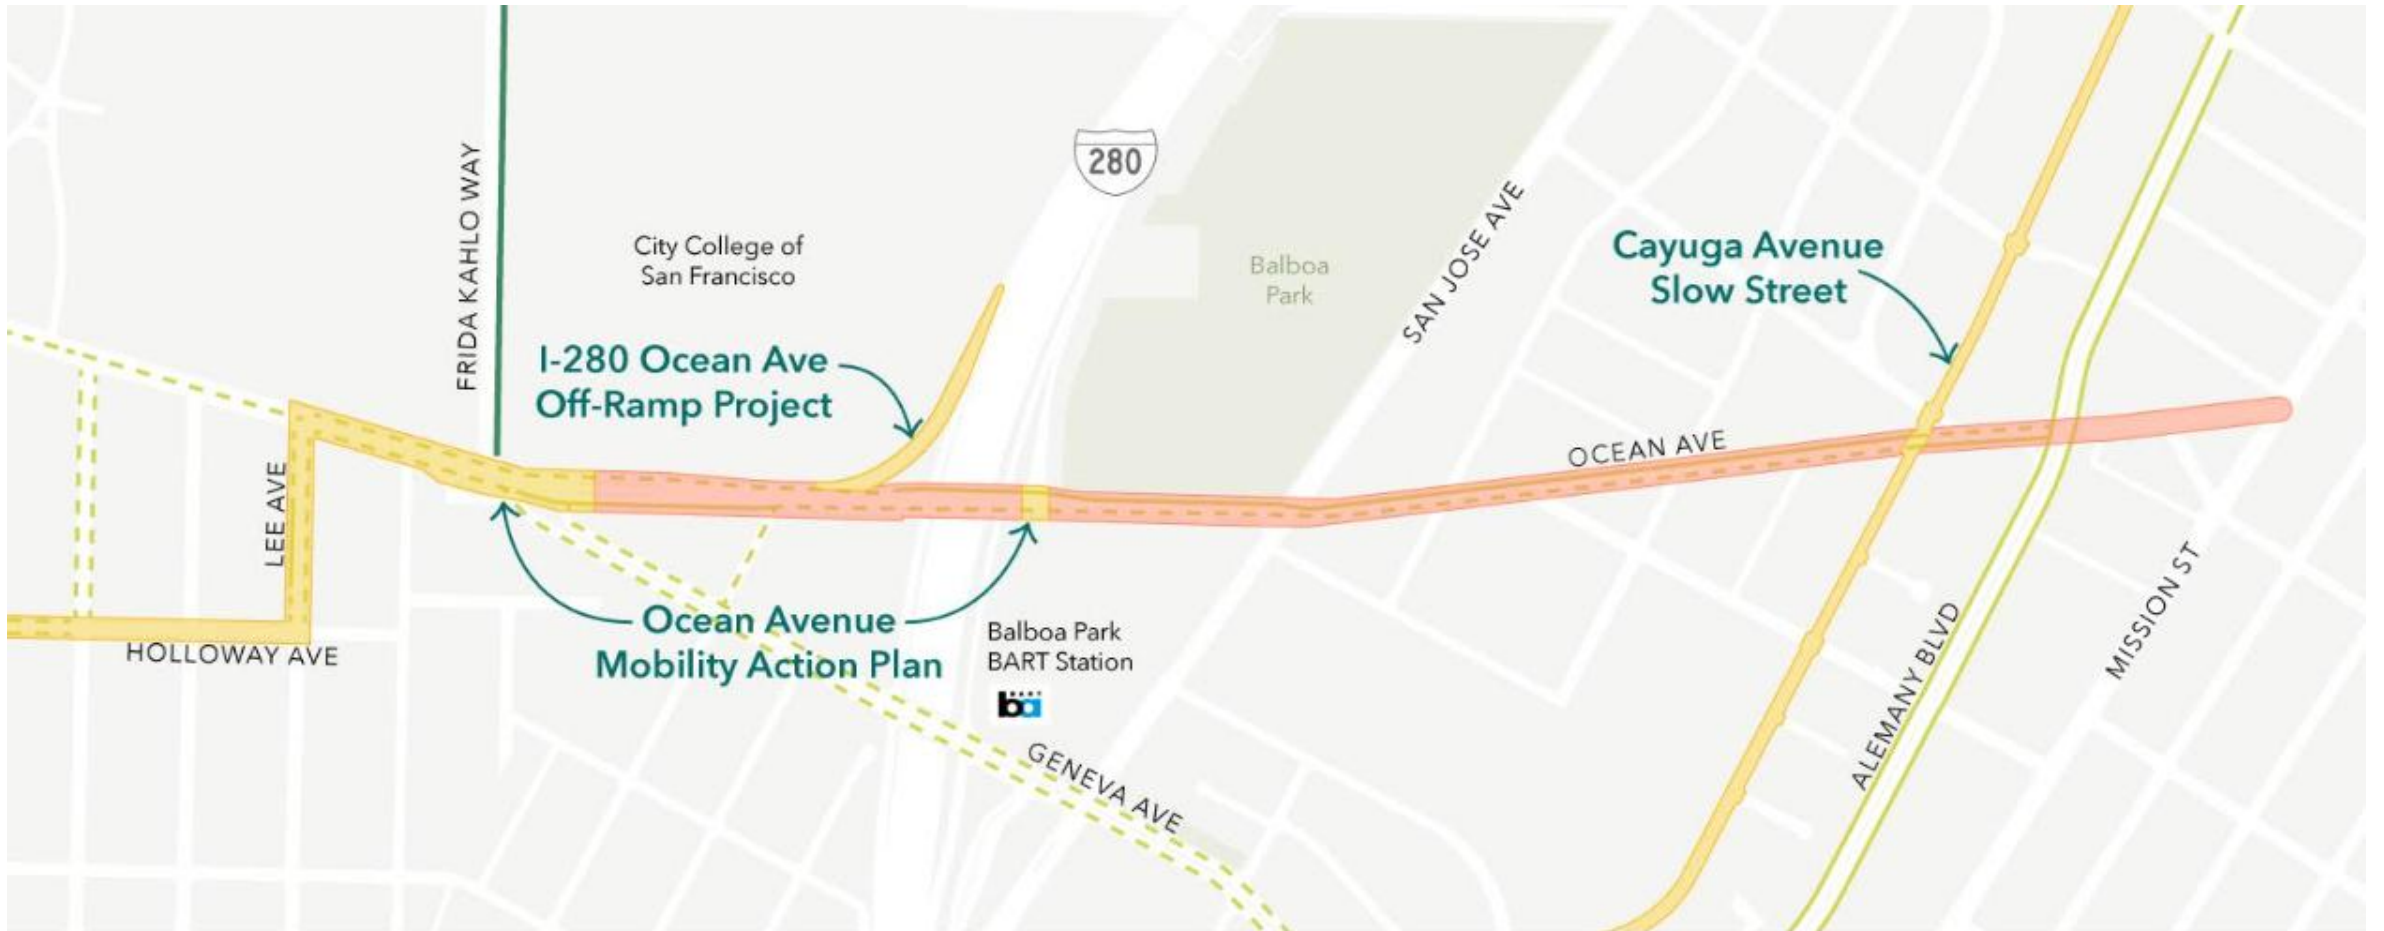 FRIDA KAHLO WAY
City College of
San Francisco
280
Balboa
Park
SAN JOSE AVE
Cayuga Avenue
Slow Street
I-280 Ocean Ave
Off-Ramp Project
OCEAN AVE
LEE AVE
HOLLOWAY AVE
Ocean Avenue
Mobility Action Plan
Balboa Park
BART Station
ba
GENEVA AVE
ALEMANY BLVD
MISSION ST